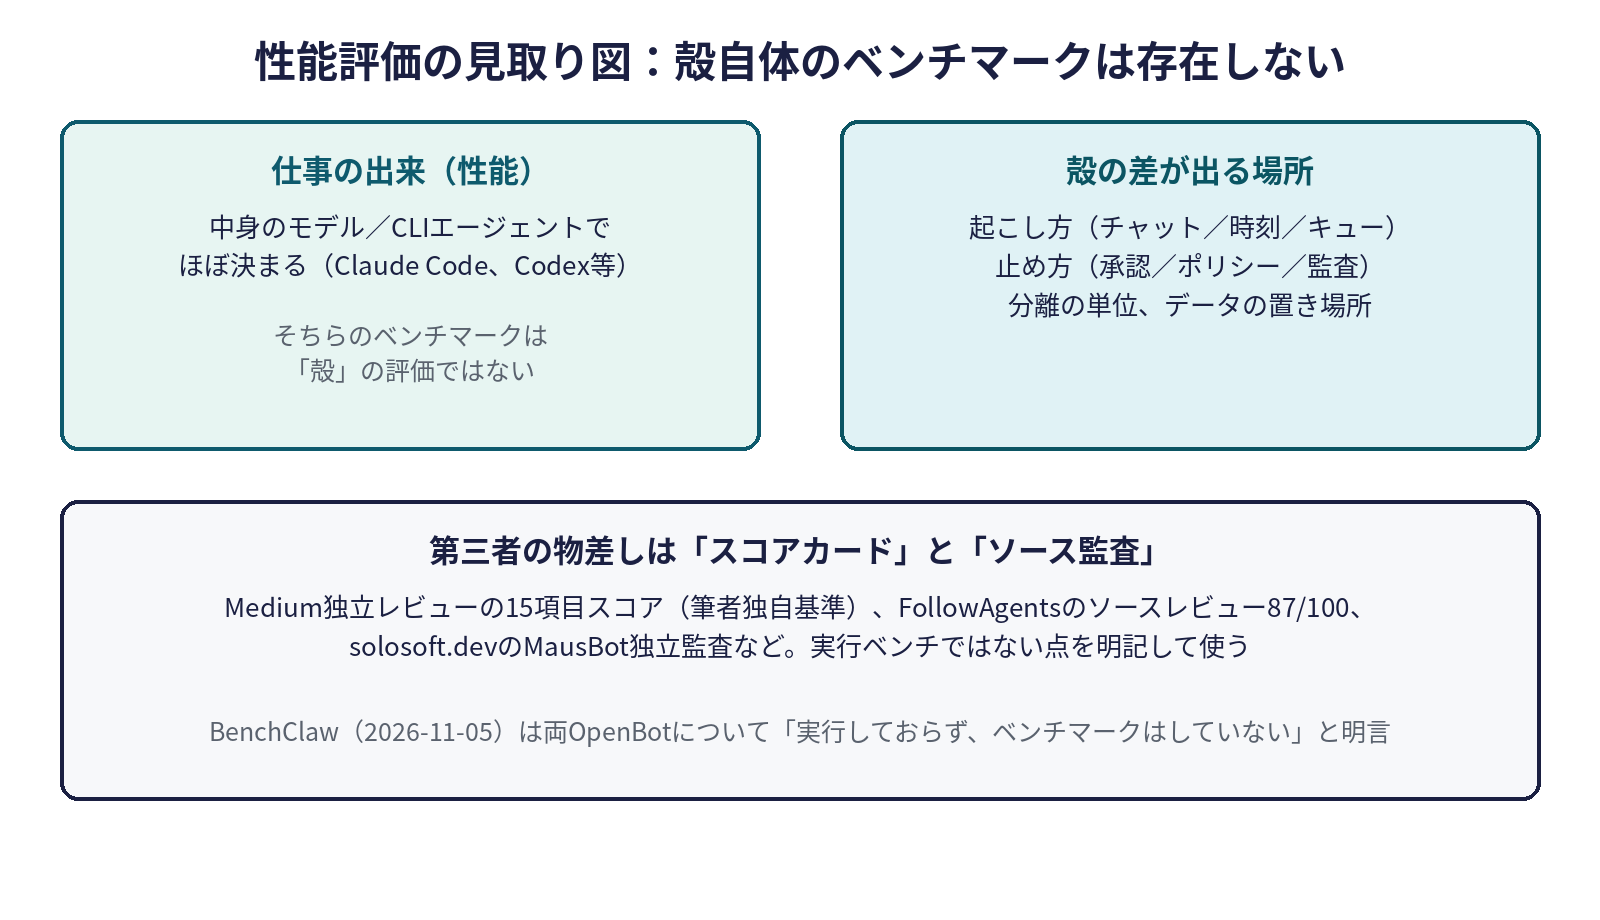 性能評価の見取り図：殻自体のベンチマークは存在しない
仕事の出来（性能）
中身のモデル／CLIエージェントで
ほぼ決まる（Claude Code、Codex等）
そちらのベンチマークは
「殻」の評価ではない
殻の差が出る場所
起こし方（チャット／時刻／キュー）
止め方（承認／ポリシー／監査）
分離の単位、データの置き場所
第三者の物差しは「スコアカード」と「ソース監査」
Medium独立レビューの15項目スコア（筆者独自基準）、FollowAgentsのソースレビュー87/100、
solosoft.devのMausBot独立監査など。実行ベンチではない点を明記して使う
BenchClaw（2026-11-05）は両OpenBotについて「実行しておらず、ベンチマークはしていない」と明言